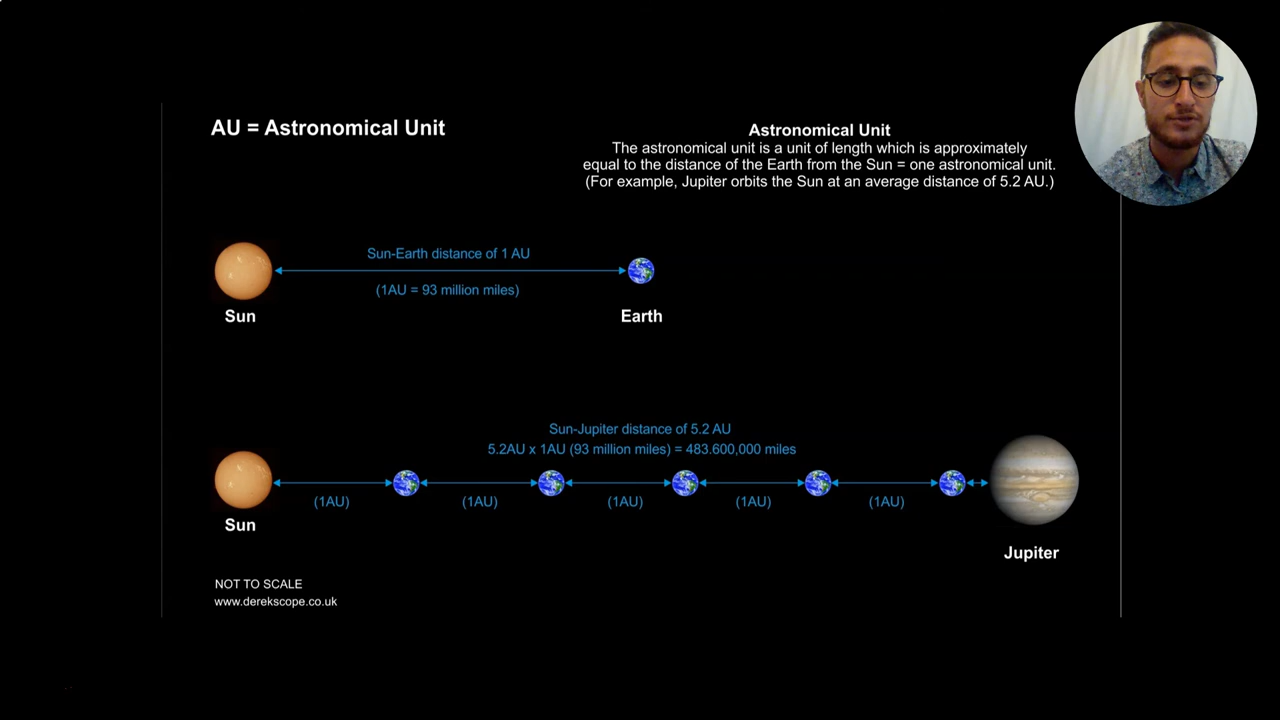 AU = Astronomical Unit
Astronomical Unit
The astronomical unit is a unit of length which is approximately
equal to the distance of the Earth from the Sun = one astronomical unit.
(For example, Jupiter orbits the Sun at an average distance of 5.2 AU.)
Sun-Earth distance of 1 AU
(1AU = 93 million miles)
Sun
Earth
Sun-Jupiter distance of 5.2 AU
5.2AU x 1AU (93 million miles) = 483.600,000 miles
(1AU)
(1AU)
(1AU)
(1AU)
(1AU)
Sun
Jupiter
NOT TO SCALE
www.derekscope.co.uk